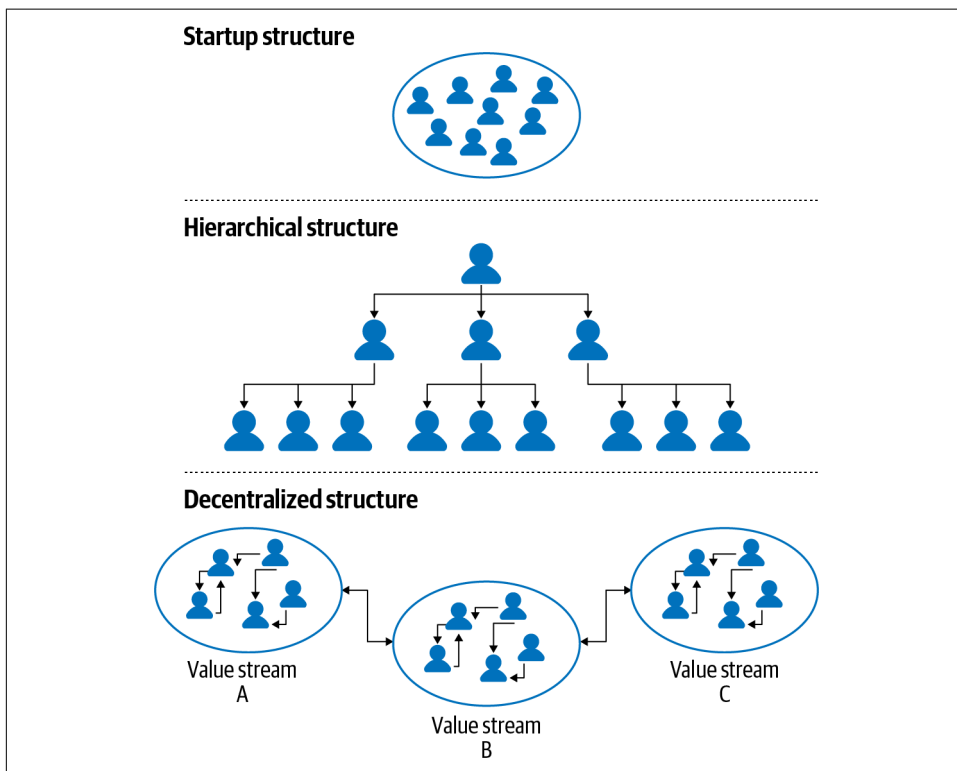 Startup structure
Hierarchical structure
Decentralized structure
Value stream
A
Value stream
B
Value stream
C